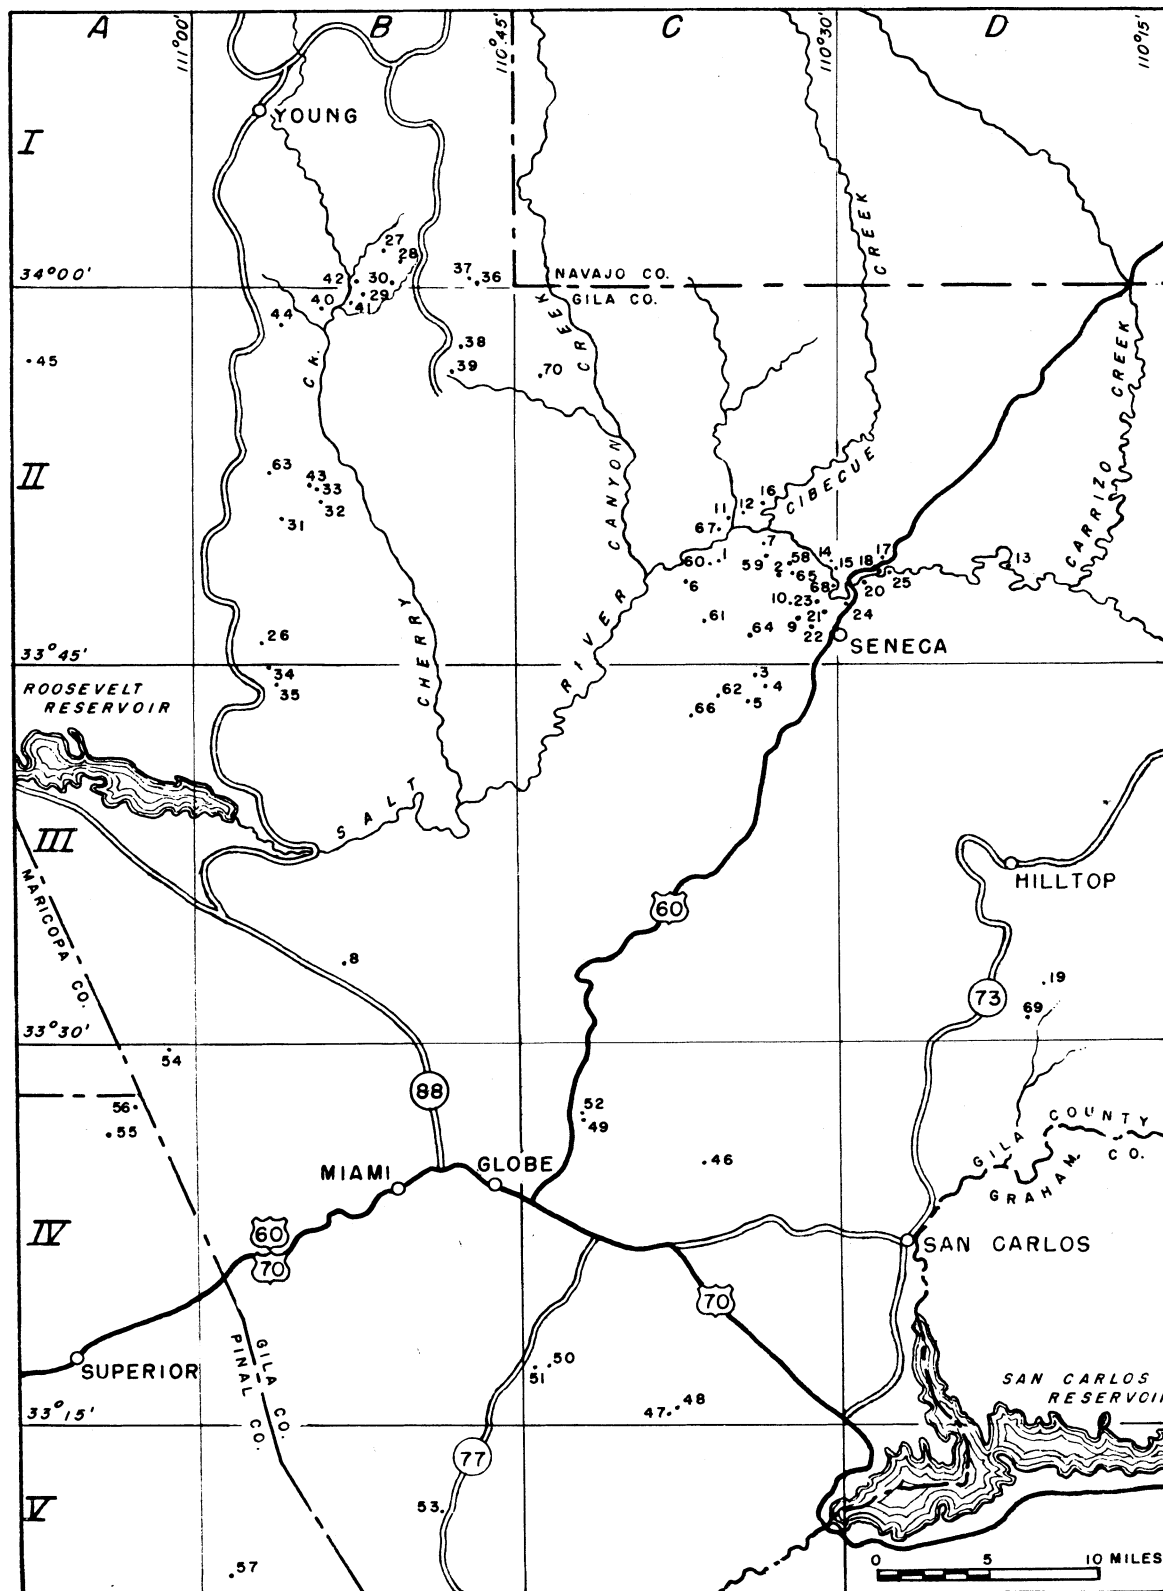 A
B
C
D
111°00'
110°45'
110°30'
110°15'
YOUNG
I
27
28
37
36
34°00'
42
30
29
41
40
44
NAVAJO CO.
GILA CO.
CREEK
CREEK
CIBECUE
45
38
39
70
CK.
CHERRY
CREEK
CARRIZO
II
63
43
33
32
31
CANYON
RIVER
SALT
16
12
11
67
7
1
60
59
58
2
65
14
15
18
17
13
6
68
20
25
10
23
21
24
61
64
9
22
SENECA
26
33°45'
34
35
3
62
4
5
66
ROOSEVELT
RESERVOIR
III
MARICOPA CO.
HILLTOP
60
8
73
19
69
33°30'
54
88
56
55
52
49
46
GILA COUNTY
GRAHAM CO.
MIAMI
GLOBE
IV
60
70
SAN CARLOS
70
SUPERIOR
GILA CO.
PINAL CO.
50
51
SAN CARLOS
RESERVOIR
33°15'
47
48
77
V
53
57
0 5 10 MILES